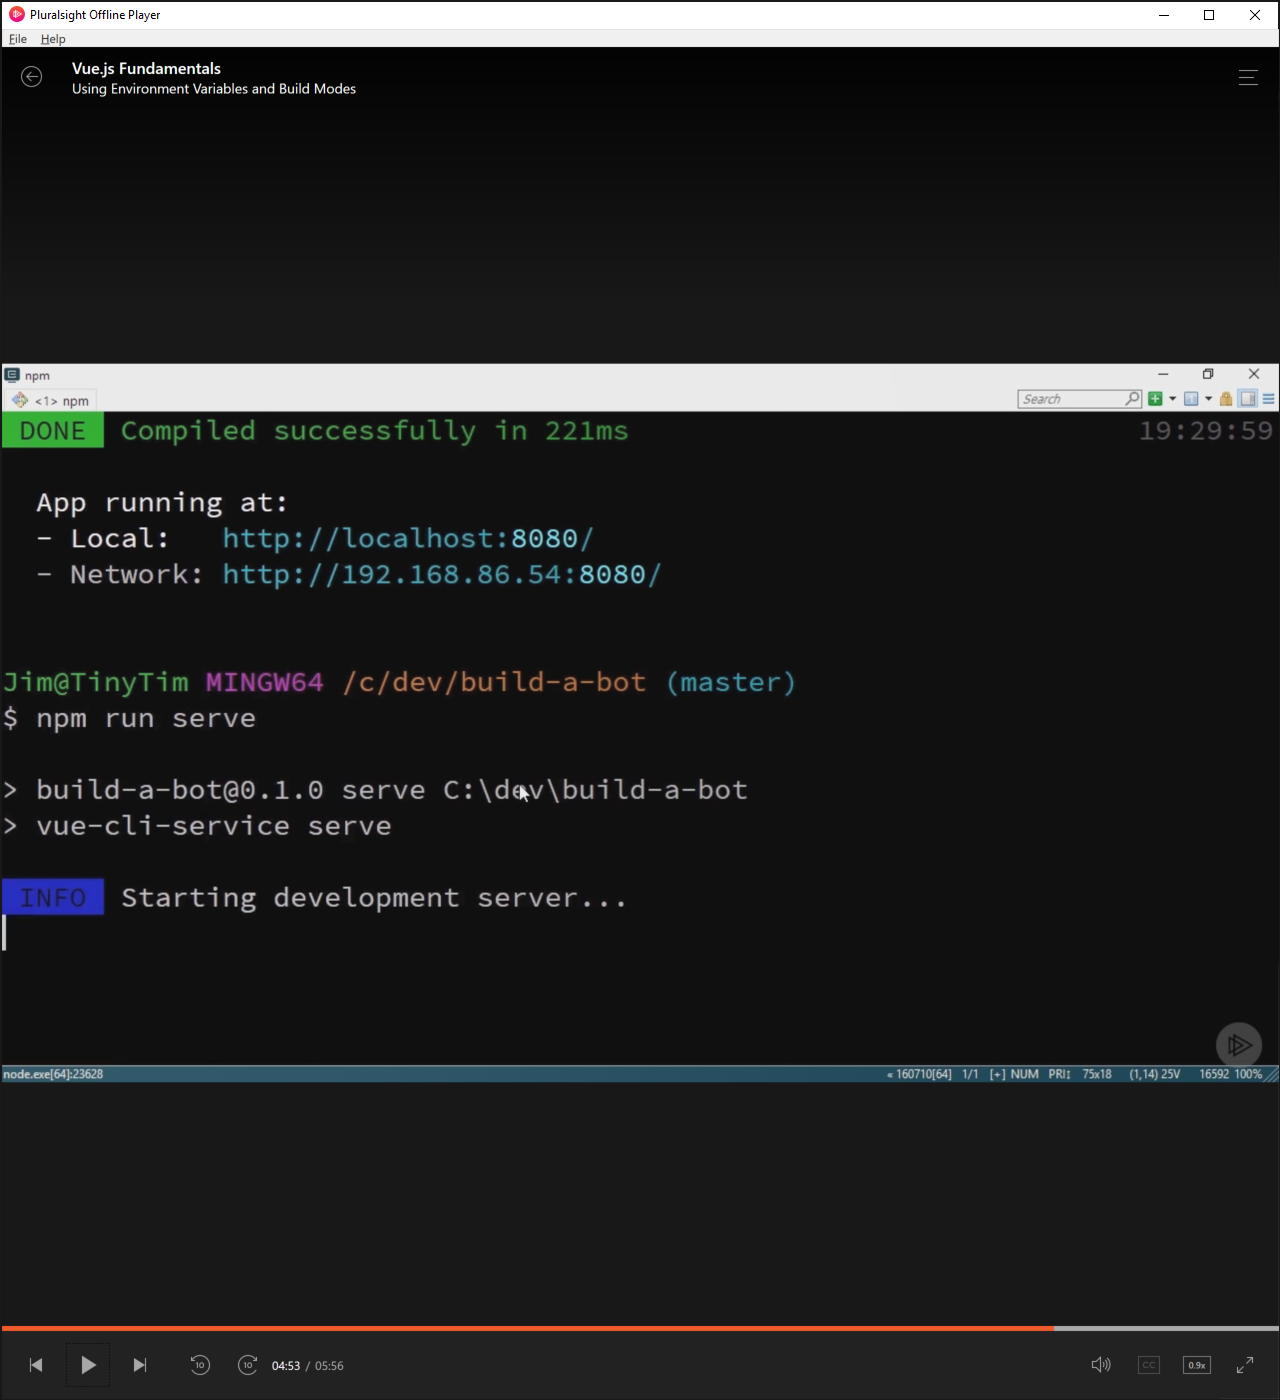 Pluralsight Offline Player
File Help
Vue.js Fundamentals
Using Environment Variables and Build Modes
npm
<1> npm
Search
DONE Compiled successfully in 221ms 19:29:59
App running at:
- Local: http://localhost:8080/
- Network: http://192.168.86.54:8080/
Jim@TinyTim MINGW64 /c/dev/build-a-bot (master)
$ npm run serve
> build-a-bot@0.1.0 serve C:\dev\build-a-bot
> vue-cli-service serve
INFO Starting development server...
node.exe[64]:23628 « 160710[64] 1/1 [+] NUM PRI↕ 75x18 (1,14) 25V 16592 100%
10 10 04:53 / 05:56 CC 0.9x